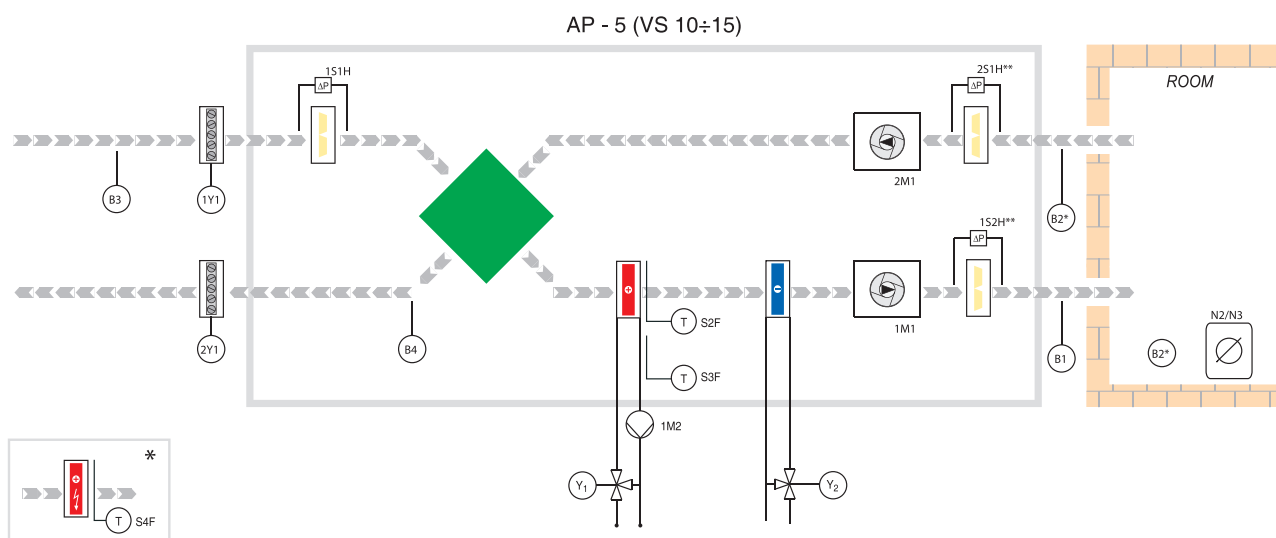 AP - 5 (VS 10÷15)
1S1H
ΔP
2S1H**
ΔP
ROOM
B3
1Y1
2M1
B2*
1S2H**
ΔP
2Y1
B4
T
S2F
T
S3F
1M1
B1
B2*
N2/N3
1M2
Y1
Y2
*
T
S4F